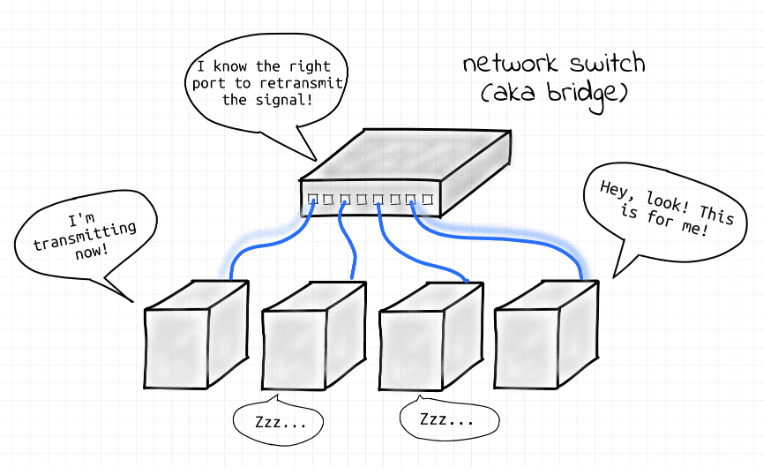 I know the right
port to retransmit
the signal!
network switch
(aka bridge)
I'm
transmitting
now!
Hey, look! This
is for me!
Zzz...
Zzz...